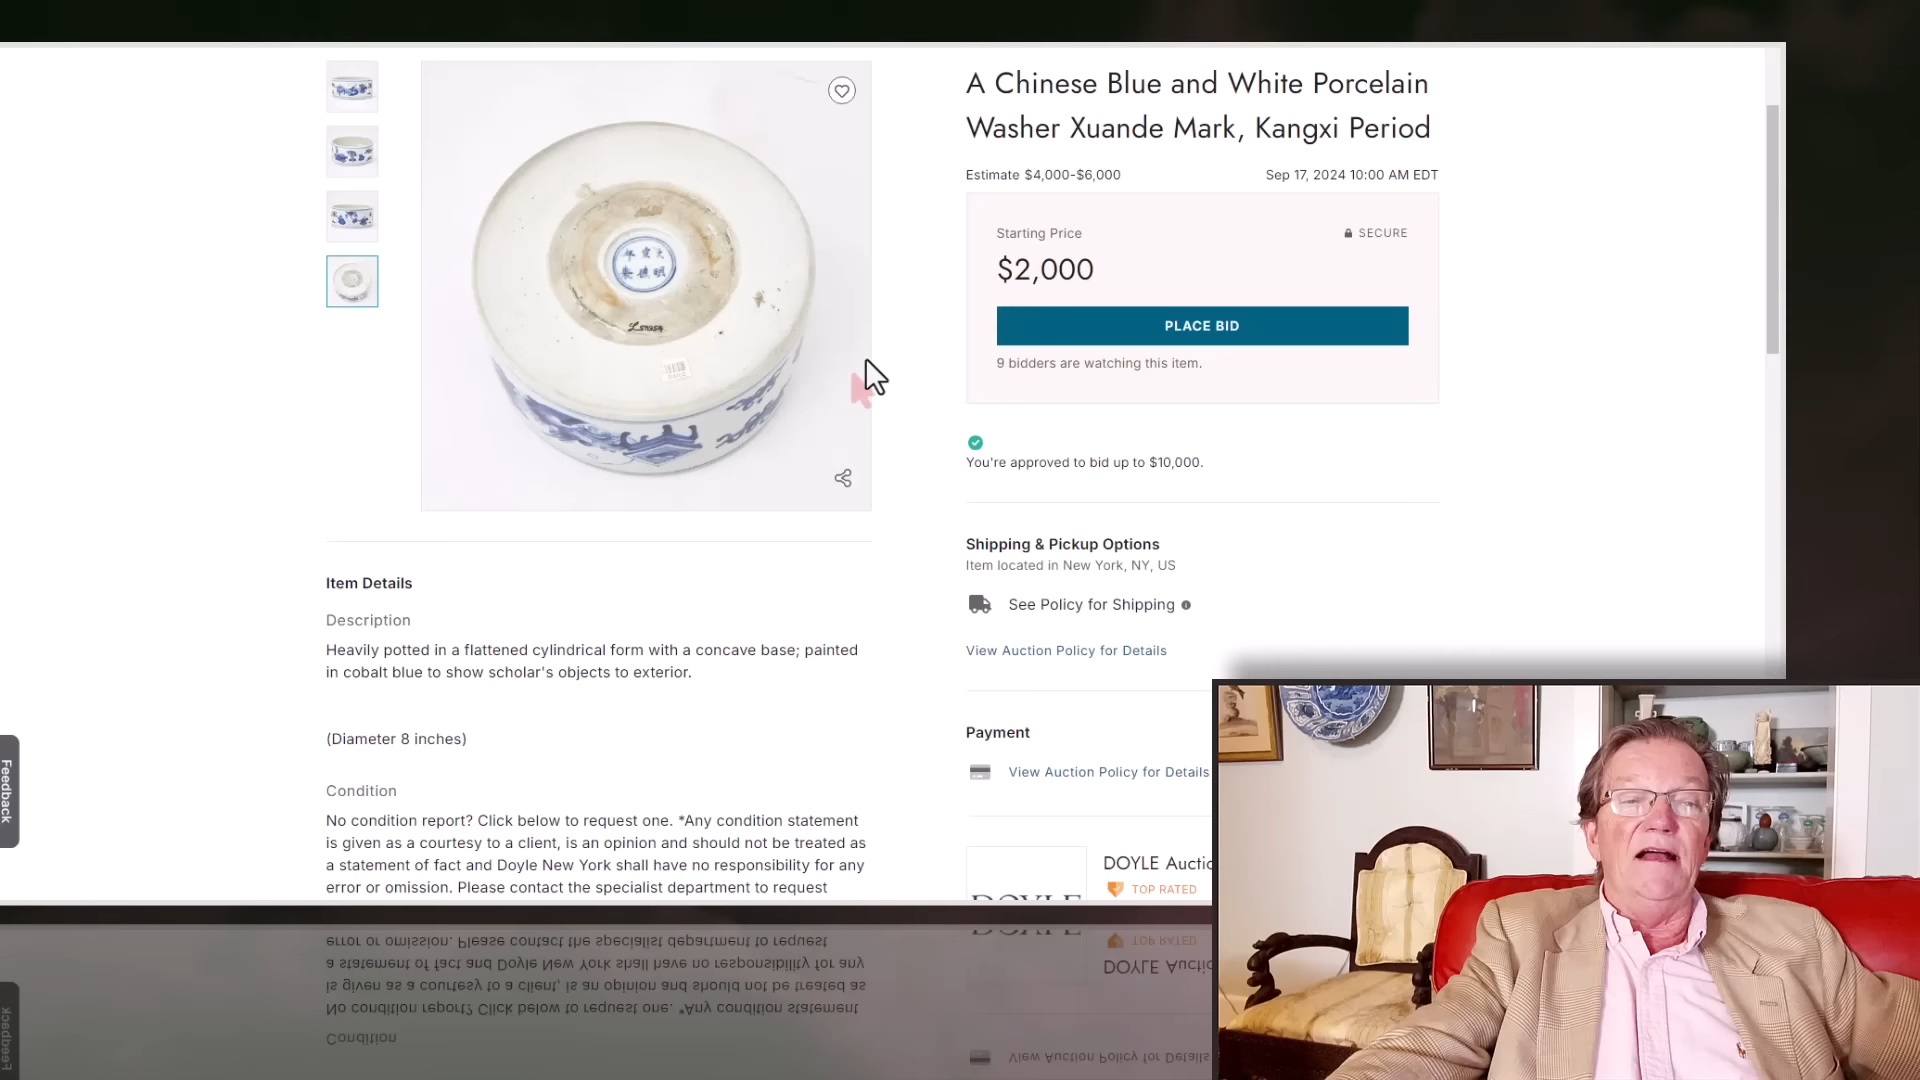 A Chinese Blue and White Porcelain
Washer Xuande Mark, Kangxi Period
Estimate $4,000-$6,000
Sep 17, 2024 10:00 AM EDT
Starting Price
SECURE
$2,000
PLACE BID
9 bidders are watching this item.
You're approved to bid up to $10,000.
Shipping & Pickup Options
Item located in New York, NY, US
See Policy for Shipping
View Auction Policy for Details
Payment
View Auction Policy for Details
DOYLE Auctio
TOP RATED
DOYLE
大明宣德年製
Item Details
Description
Heavily potted in a flattened cylindrical form with a concave base; painted
in cobalt blue to show scholar's objects to exterior.
(Diameter 8 inches)
Condition
No condition report? Click below to request one. *Any condition statement
is given as a courtesy to a client, is an opinion and should not be treated as
a statement of fact and Doyle New York shall have no responsibility for any
error or omission. Please contact the specialist department to request
Feedback